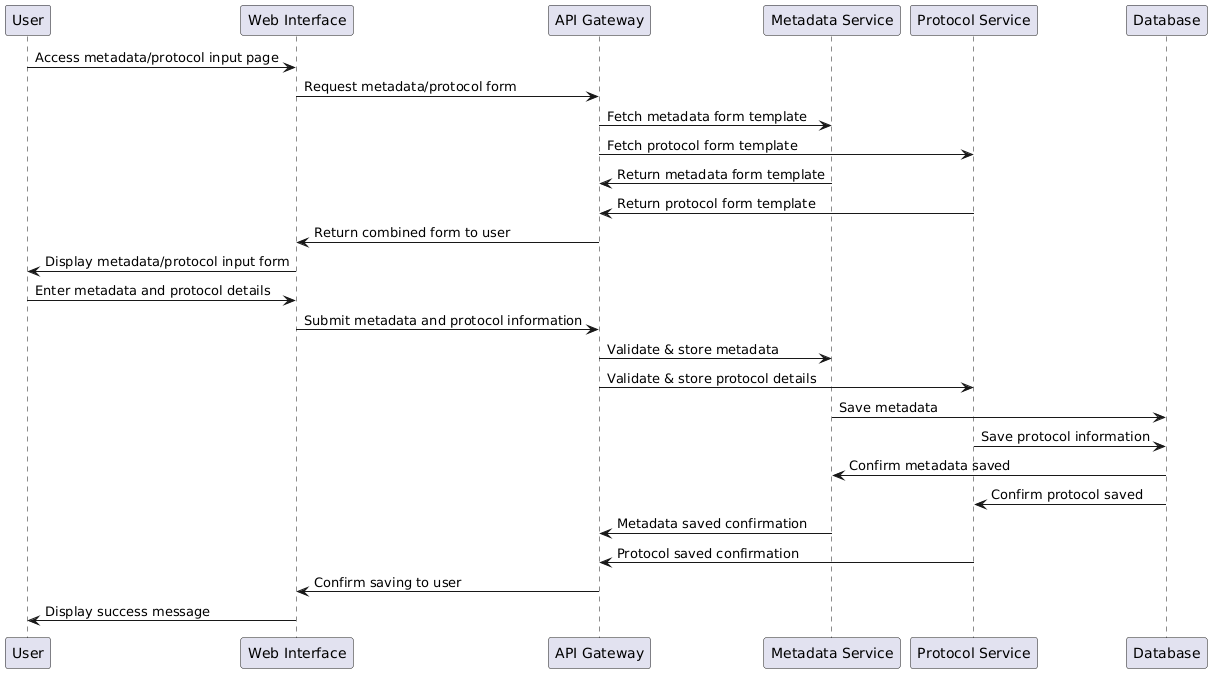 User Web Interface API Gateway Metadata Service Protocol Service Database
Access metadata/protocol input page
Request metadata/protocol form
Fetch metadata form template
Fetch protocol form template
Return metadata form template
Return protocol form template
Return combined form to user
Display metadata/protocol input form
Enter metadata and protocol details
Submit metadata and protocol information
Validate & store metadata
Validate & store protocol details
Save metadata
Save protocol information
Confirm metadata saved
Confirm protocol saved
Metadata saved confirmation
Protocol saved confirmation
Confirm saving to user
Display success message
User Web Interface API Gateway Metadata Service Protocol Service Database